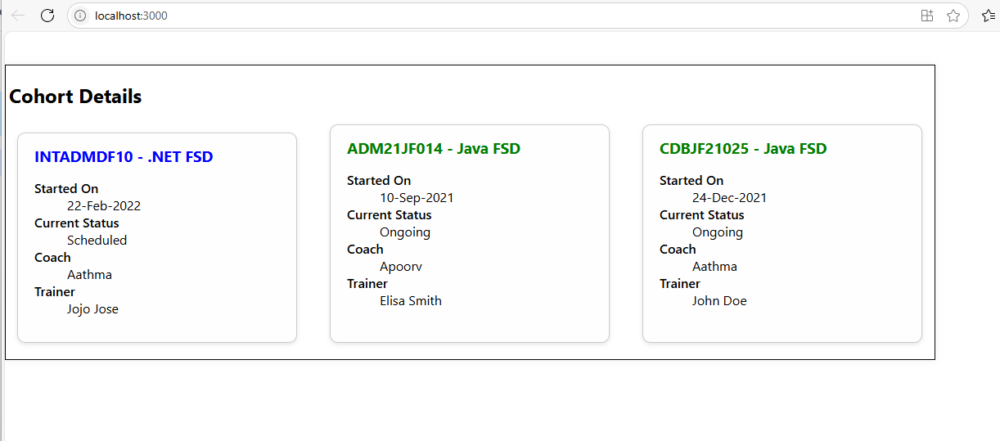 localhost:3000
Cohort Details
INTADMDF10 - .NET FSD
Started On
22-Feb-2022
Current Status
Scheduled
Coach
Aathma
Trainer
Jojo Jose
ADM21JF014 - Java FSD
Started On
10-Sep-2021
Current Status
Ongoing
Coach
Apoorv
Trainer
Elisa Smith
CDBJF21025 - Java FSD
Started On
24-Dec-2021
Current Status
Ongoing
Coach
Aathma
Trainer
John Doe